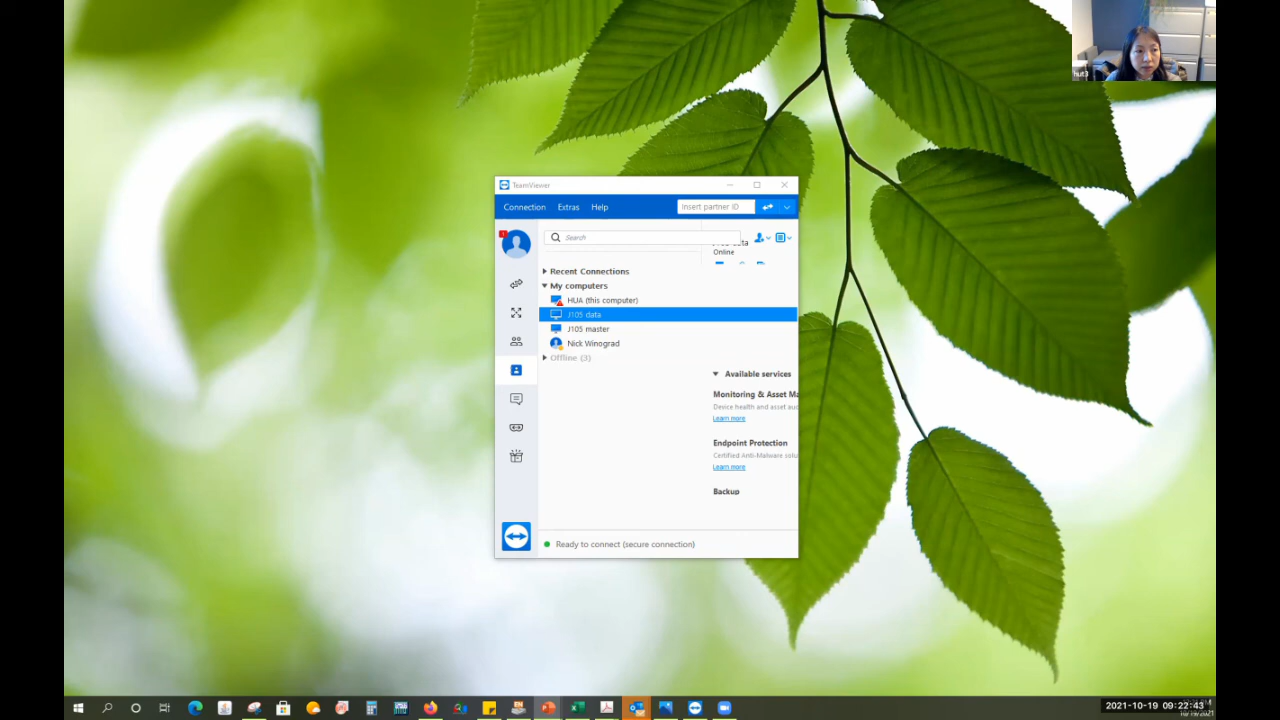 hut3
TeamViewer
Connection Extras Help Insert partner ID
Search
Online
Recent Connections
My computers
HUA (this computer)
J105 data
J105 master
Nick Winograd
Offline (3)
Available services
Monitoring & Asset Ma
Device health and asset aud
Learn more
Endpoint Protection
Certified Anti-Malware solu
Learn more
Backup
Ready to connect (secure connection)
2021-10-19 09:22:43